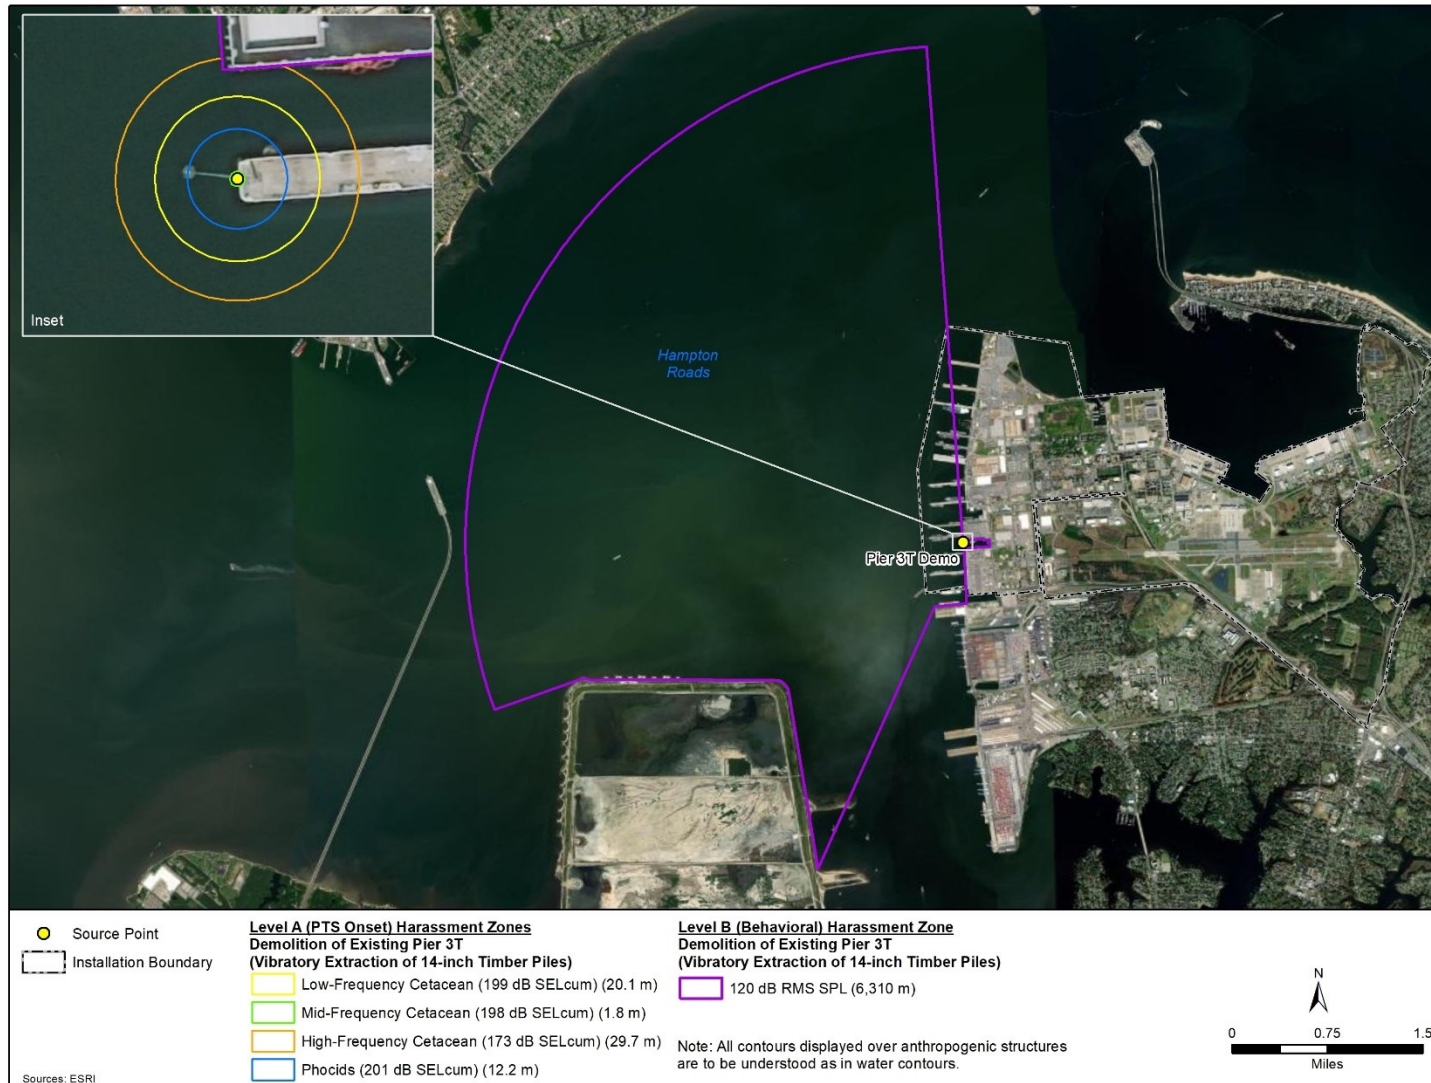 Inset
Hampton
Roads
Pier 3T Demo
Source Point
Installation Boundary
Level A (PTS Onset) Harassment Zones
Demolition of Existing Pier 3T
(Vibratory Extraction of 14-inch Timber Piles)
Low-Frequency Cetacean (199 dB SELcum) (20.1 m)
Mid-Frequency Cetacean (198 dB SELcum) (1.8 m)
High-Frequency Cetacean (173 dB SELcum) (29.7 m)
Phocids (201 dB SELcum) (12.2 m)
Level B (Behavioral) Harassment Zone
Demolition of Existing Pier 3T
(Vibratory Extraction of 14-inch Timber Piles)
120 dB RMS SPL (6,310 m)
Note: All contours displayed over anthropogenic structures
are to be understood as in water contours.
N
0 0.75 1.5
Miles
Sources: ESRI